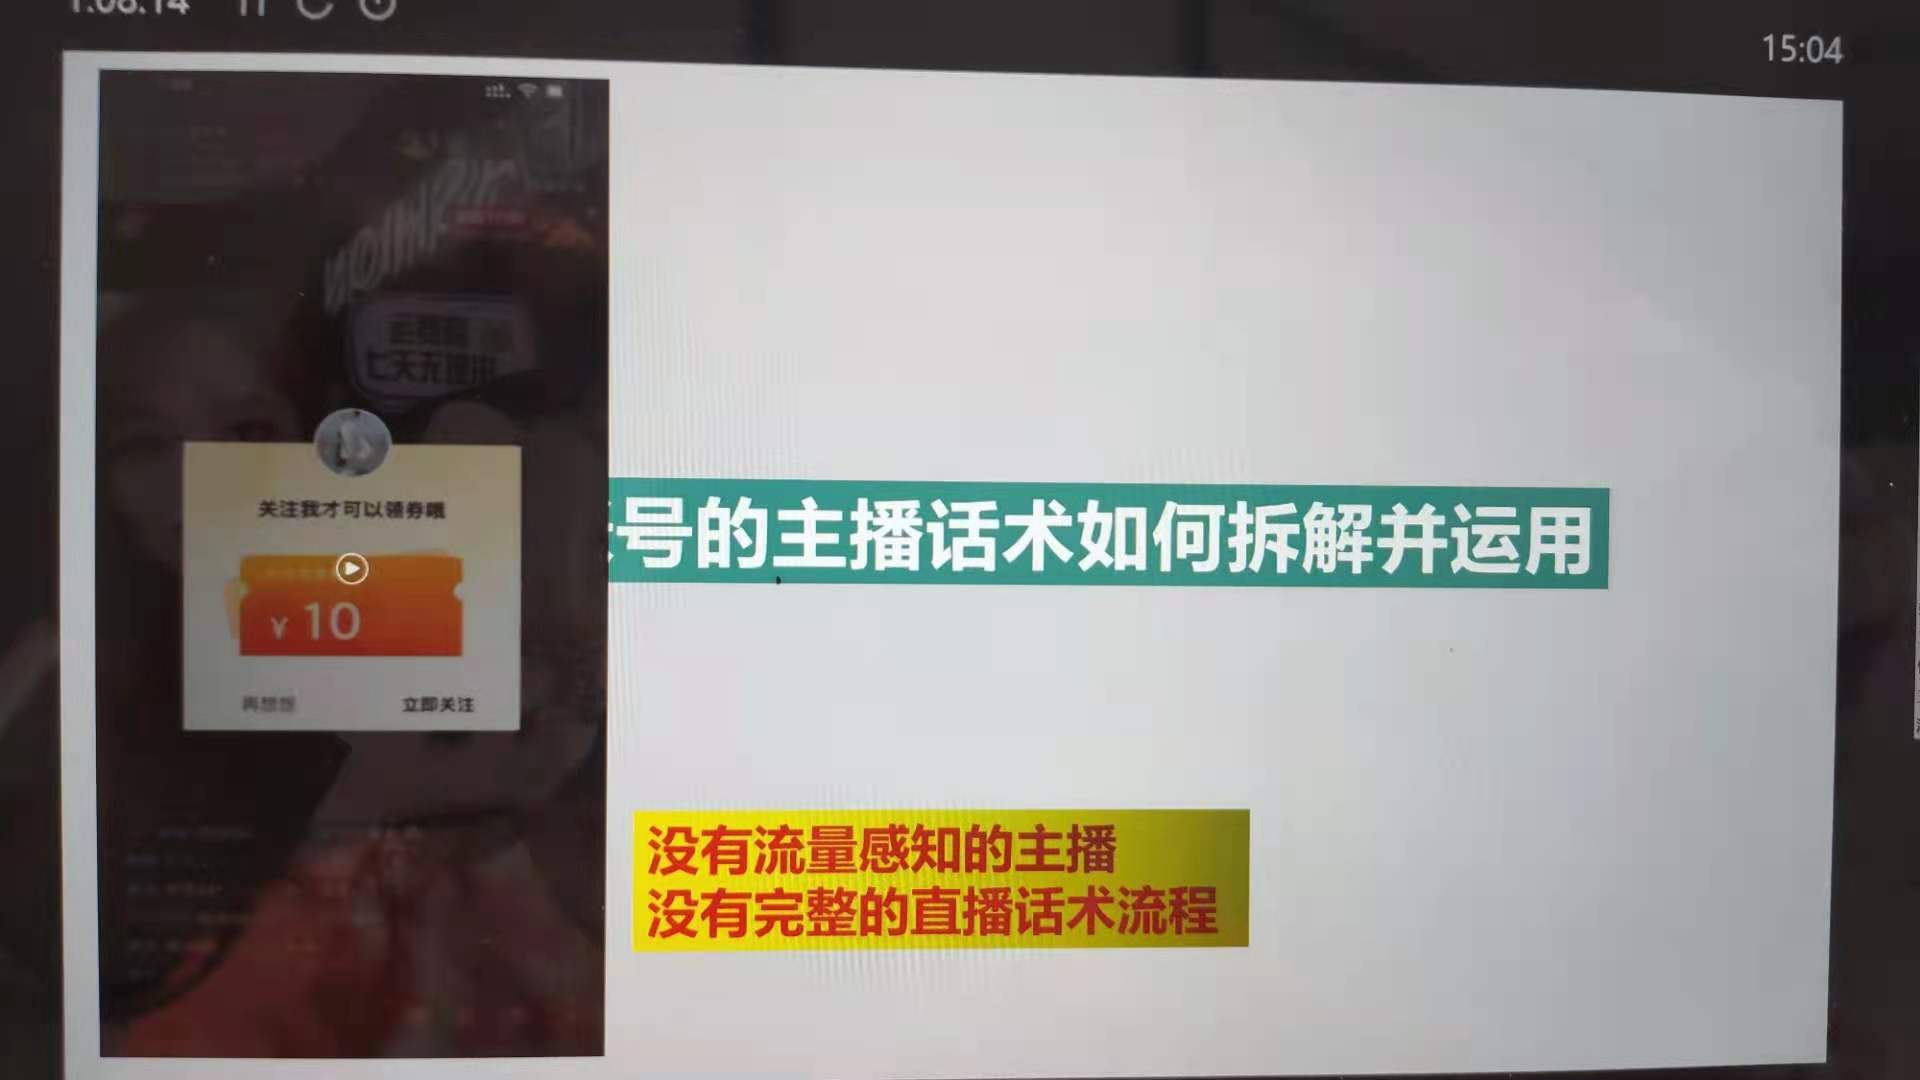 1:08:14
15:04
七天无理由
关注我才可以领券哦
¥ 10
再想想
立即关注
号的主播话术如何拆解并运用
没有流量感知的主播
没有完整的直播话术流程